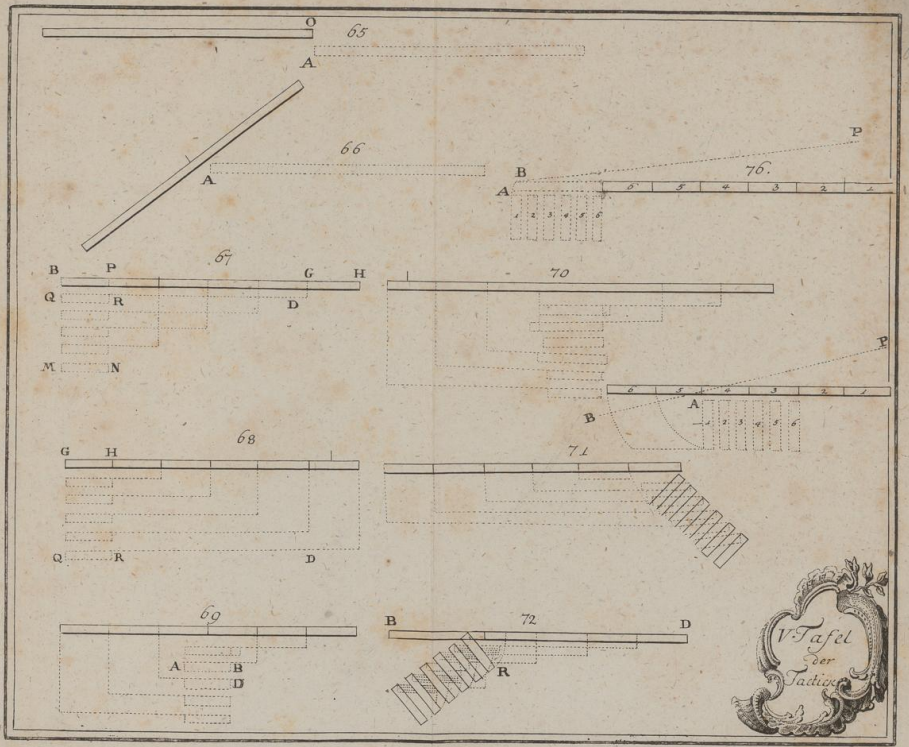 O
65
A
66
A
P
B
76.
A
6 5 4 3 2 1
1 2 3 4 5 6
67
B P G H
Q R D
M N
70
P
6 5 4 3 2 1
A
B
1 2 3 4 5 6
68
G H
Q R D
71
69
A B
D
72
B D
R
V Tafel
der
Tactick